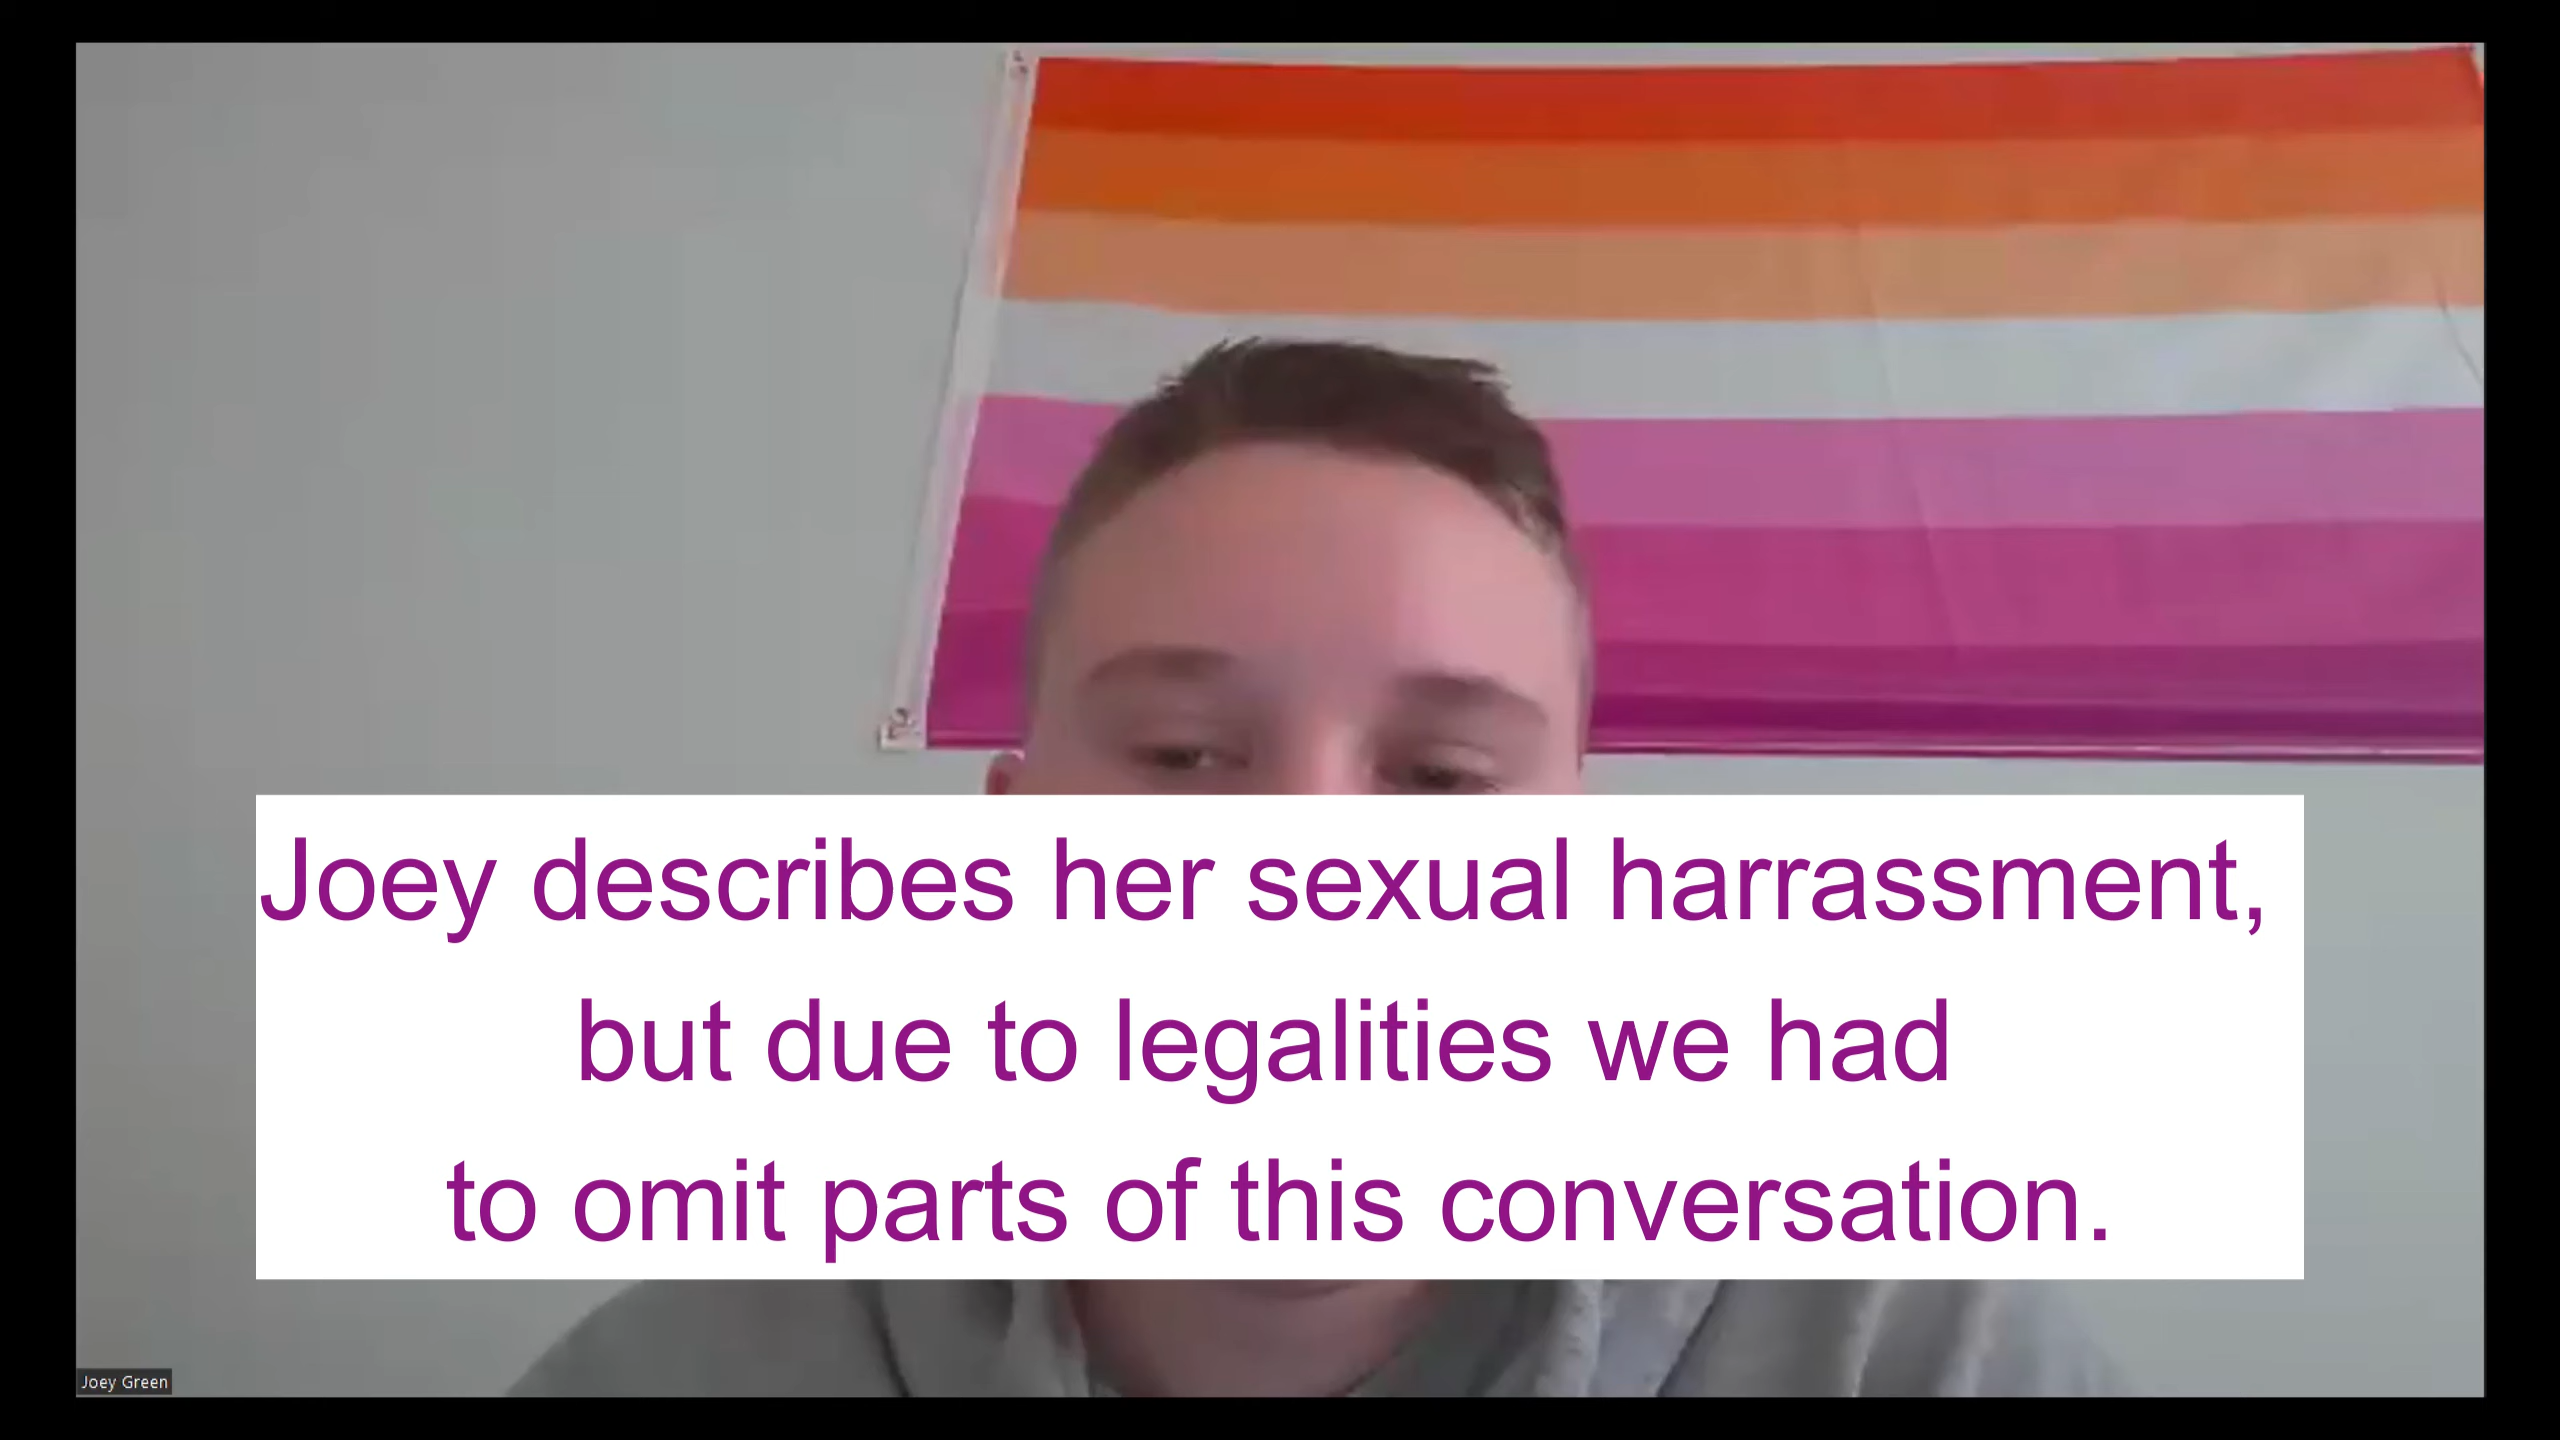 Joey describes her sexual harrassment,
but due to legalities we had
to omit parts of this conversation.
Joey Green